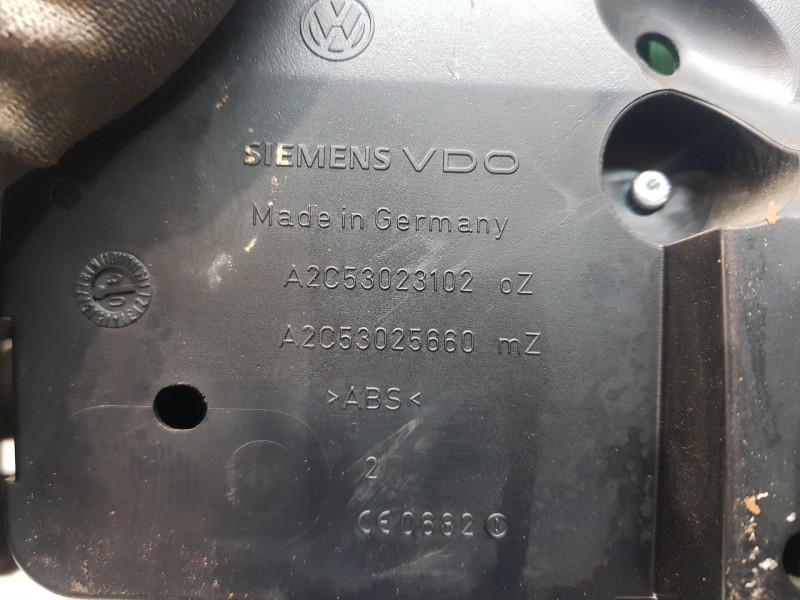 SIEMENS VDO
Made in Germany
A2C53023102 oZ
A2C53025660 mZ
>ABS<
2
CE 0682